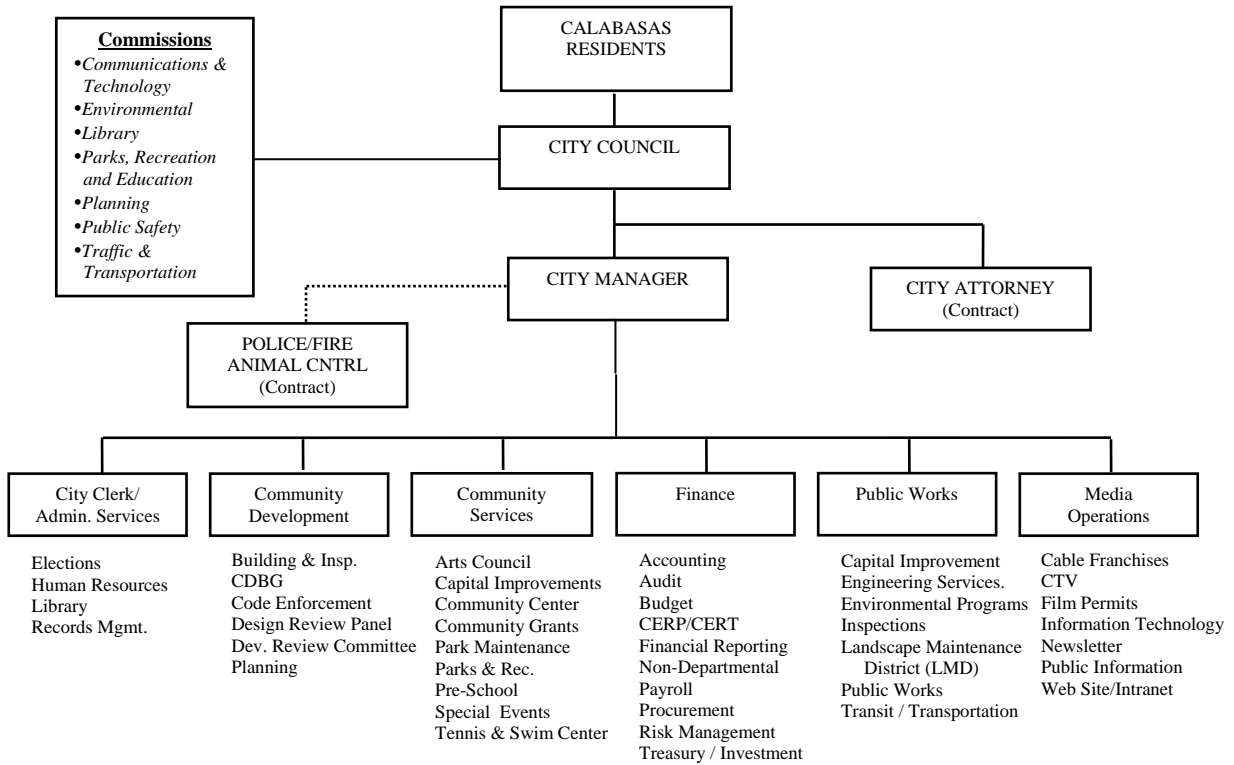 Commissions
•Communications &
Technology
•Environmental
•Library
•Parks, Recreation
and Education
•Planning
•Public Safety
•Traffic &
Transportation
CALABASAS
RESIDENTS
CITY COUNCIL
CITY MANAGER
CITY ATTORNEY
(Contract)
POLICE/FIRE
ANIMAL CNTRL
(Contract)
City Clerk/
Admin. Services
Elections
Human Resources
Library
Records Mgmt.
Community
Development
Building & Insp.
CDBG
Code Enforcement
Design Review Panel
Dev. Review Committee
Planning
Community
Services
Arts Council
Capital Improvements
Community Center
Community Grants
Park Maintenance
Parks & Rec.
Pre-School
Special Events
Tennis & Swim Center
Finance
Accounting
Audit
Budget
CERP/CERT
Financial Reporting
Non-Departmental
Payroll
Procurement
Risk Management
Treasury / Investment
Public Works
Capital Improvement
Engineering Services.
Environmental Programs
Inspections
Landscape Maintenance
District (LMD)
Public Works
Transit / Transportation
Media
Operations
Cable Franchises
CTV
Film Permits
Information Technology
Newsletter
Public Information
Web Site/Intranet